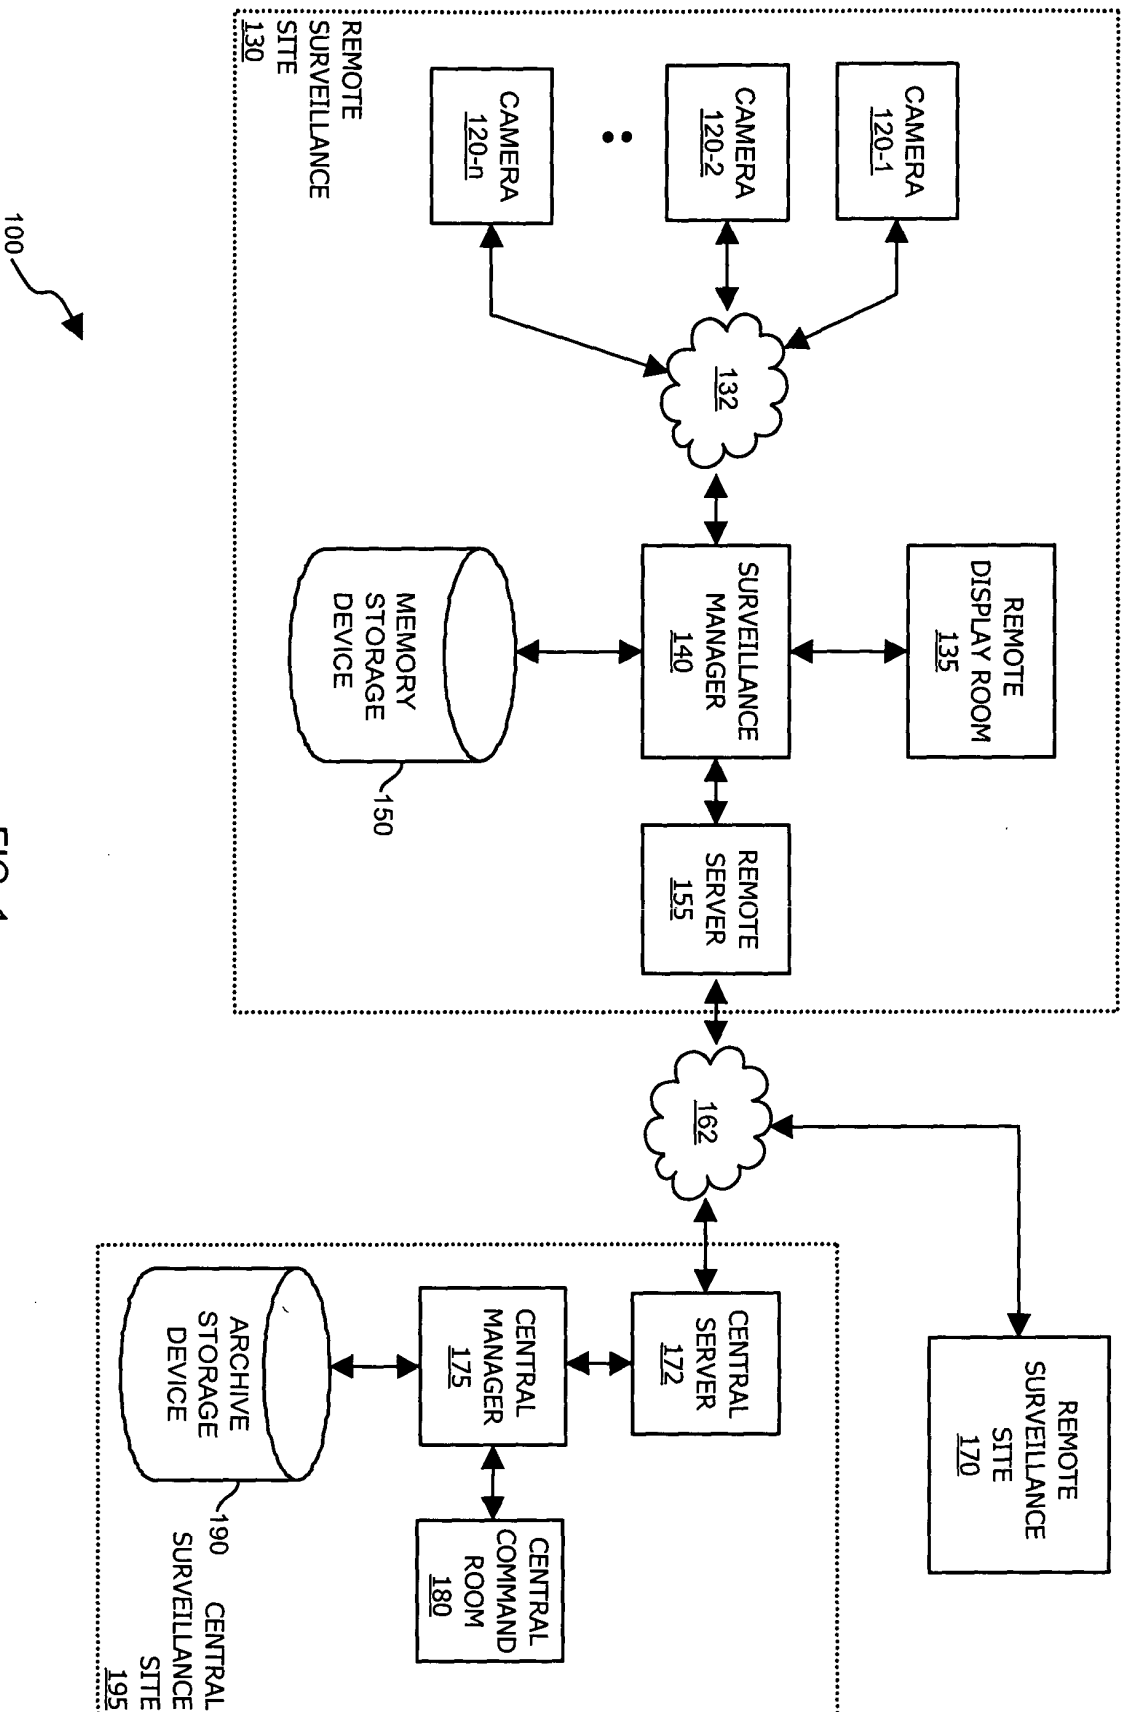 REMOTE
SURVEILLANCE
SITE
130
CAMERA
120-1
CAMERA
120-2
CAMERA
120-n
132
REMOTE
DISPLAY ROOM
135
SURVEILLANCE
MANAGER
140
MEMORY
STORAGE
DEVICE
150
REMOTE
SERVER
155
162
REMOTE
SURVEILLANCE
SITE
170
CENTRAL
SERVER
172
CENTRAL
MANAGER
175
CENTRAL
COMMAND
ROOM
180
ARCHIVE
STORAGE
DEVICE
190
CENTRAL
SURVEILLANCE
SITE
195
100
FIG. 1